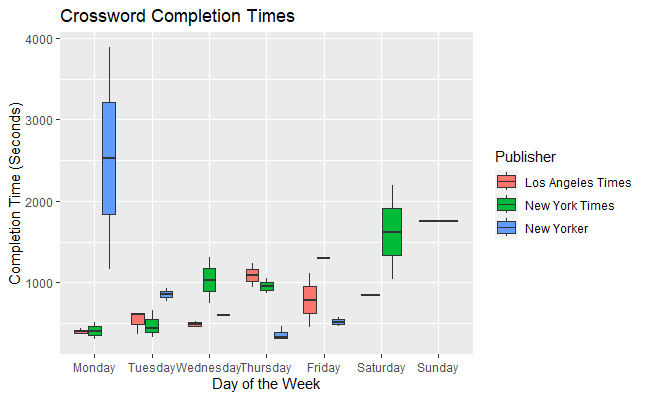 Crossword Completion Times
4000
3000
2000
1000
Completion Time (Seconds)
Monday Tuesday Wednesday Thursday Friday Saturday Sunday
Day of the Week
Publisher
Los Angeles Times
New York Times
New Yorker